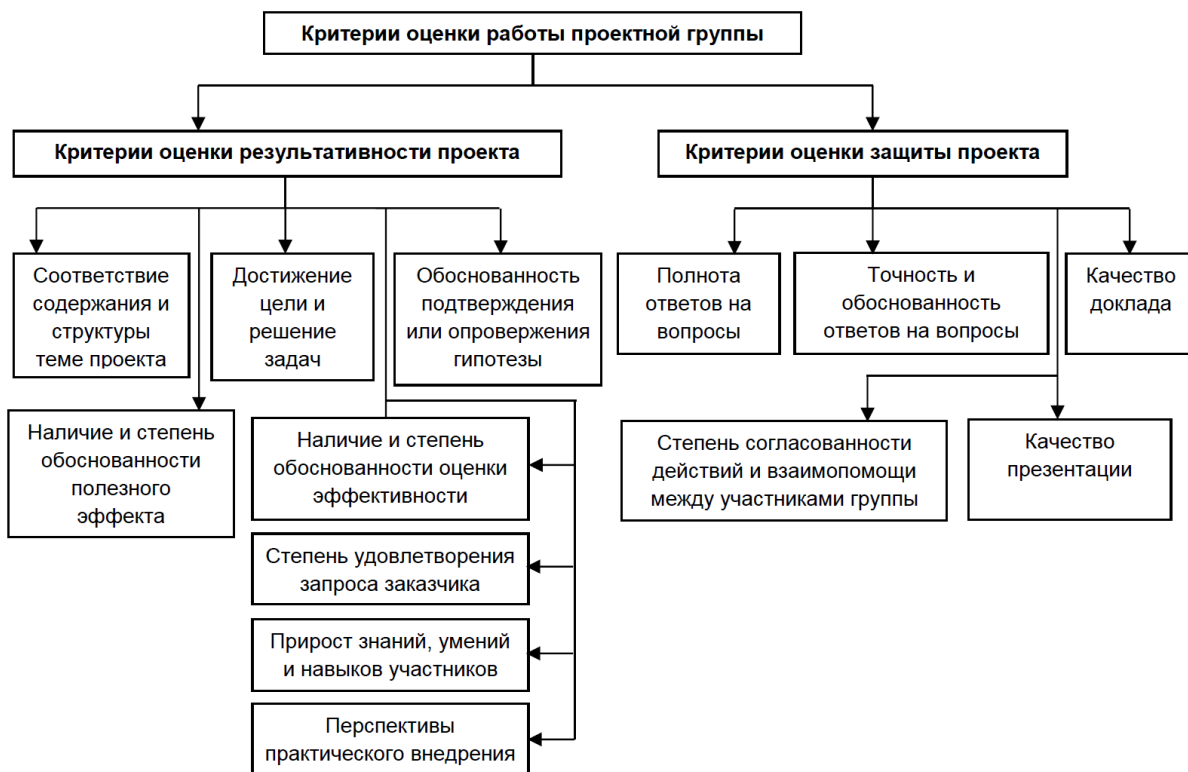 Критерии оценки работы проектной группы
Критерии оценки результативности проекта
Критерии оценки защиты проекта
Соответствие
содержания и
структуры
теме проекта
Достижение
цели и
решение
задач
Обоснованность
подтверждения
или опровержения
гипотезы
Полнота
ответов на
вопросы
Точность и
обоснованность
ответов на вопросы
Качество
доклада
Наличие и степень
обоснованности
полезного
эффекта
Наличие и степень
обоснованности оценки
эффективности
Степень согласованности
действий и взаимопомощи
между участниками группы
Качество
презентации
Степень удовлетворения
запроса заказчика
Прирост знаний, умений
и навыков участников
Перспективы
практического внедрения